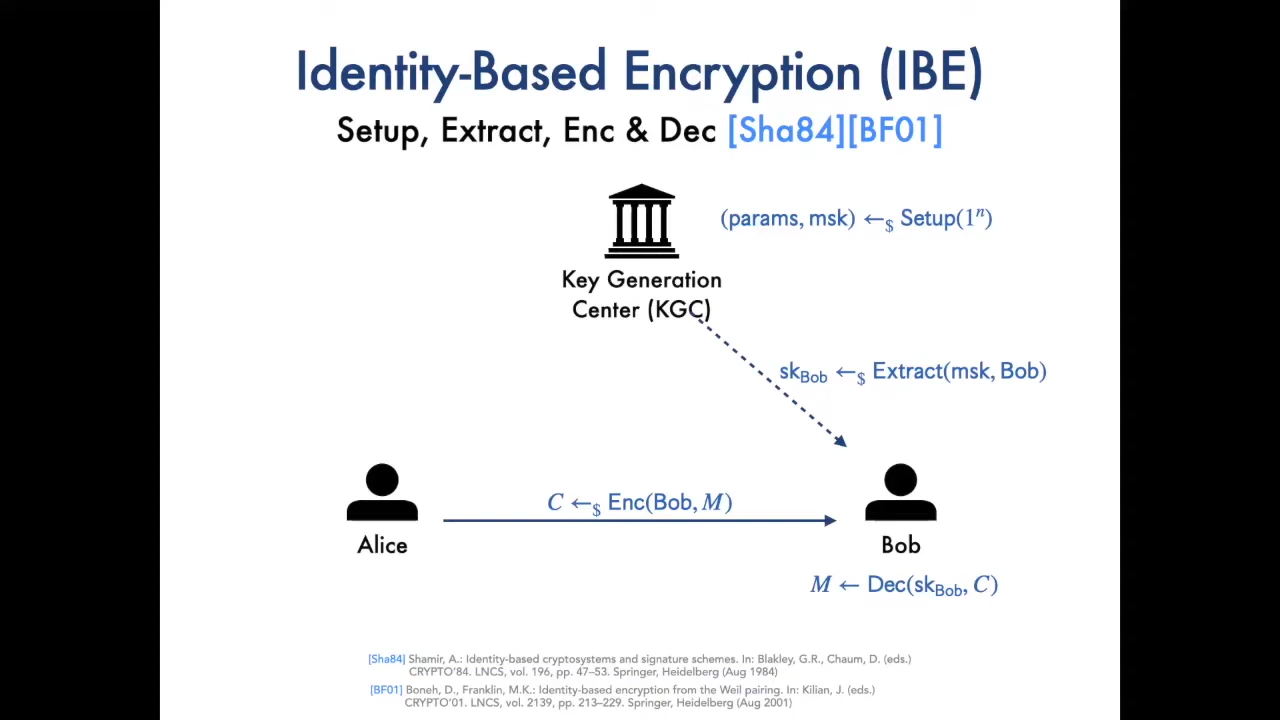 Identity-Based Encryption (IBE)
Setup, Extract, Enc & Dec [Sha84][BF01]
(params, msk) ←$ Setup(1ⁿ)
Key Generation
Center (KGC)
sk_Bob ←$ Extract(msk, Bob)
C ←$ Enc(Bob, M)
Alice
Bob
M ← Dec(sk_Bob, C)
[Sha84] Shamir, A.: Identity-based cryptosystems and signature schemes. In: Blakley, G.R., Chaum, D. (eds.)
CRYPTO'84. LNCS, vol. 196, pp. 47–53. Springer, Heidelberg (Aug 1984)
[BF01] Boneh, D., Franklin, M.K.: Identity-based encryption from the Weil pairing. In: Kilian, J. (eds.)
CRYPTO'01. LNCS, vol. 2139, pp. 213–229. Springer, Heidelberg (Aug 2001)